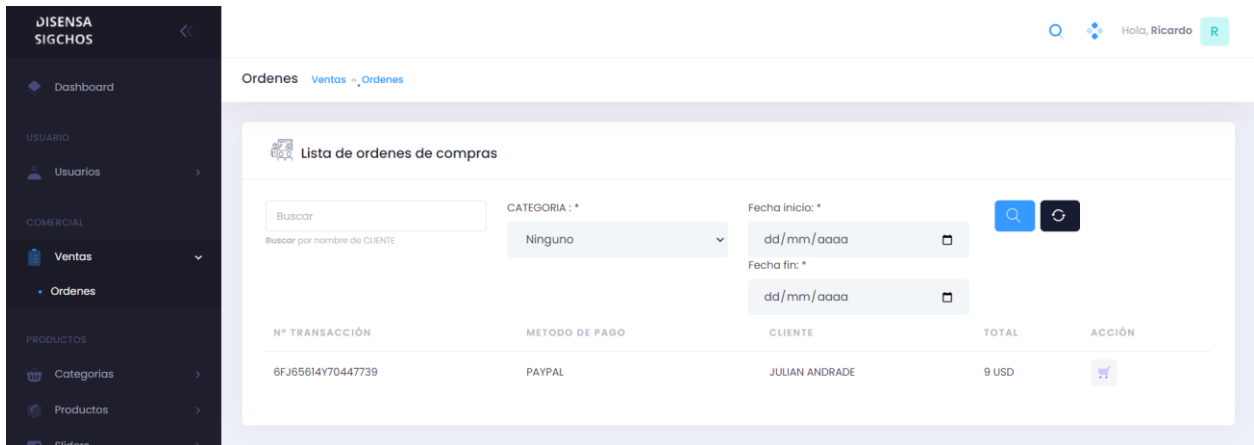 DISENSA
SIGCHOS
Hola, Ricardo R
Dashboard
USUARIO
Usuarios
COMERCIAL
Ventas
Ordenes
PRODUCTOS
Categorias
Productos
Sliders
Ordenes Ventas - Ordenes
Lista de ordenes de compras
Buscar
Buscar por nombre de CLIENTE
CATEGORIA : *
Ninguno
Fecha inicio: *
dd/mm/aaaa
Fecha fin: *
dd/mm/aaaa
Nº TRANSACCIÓN METODO DE PAGO CLIENTE TOTAL ACCIÓN
6FJ65614Y70447739 PAYPAL JULIAN ANDRADE 9 USD